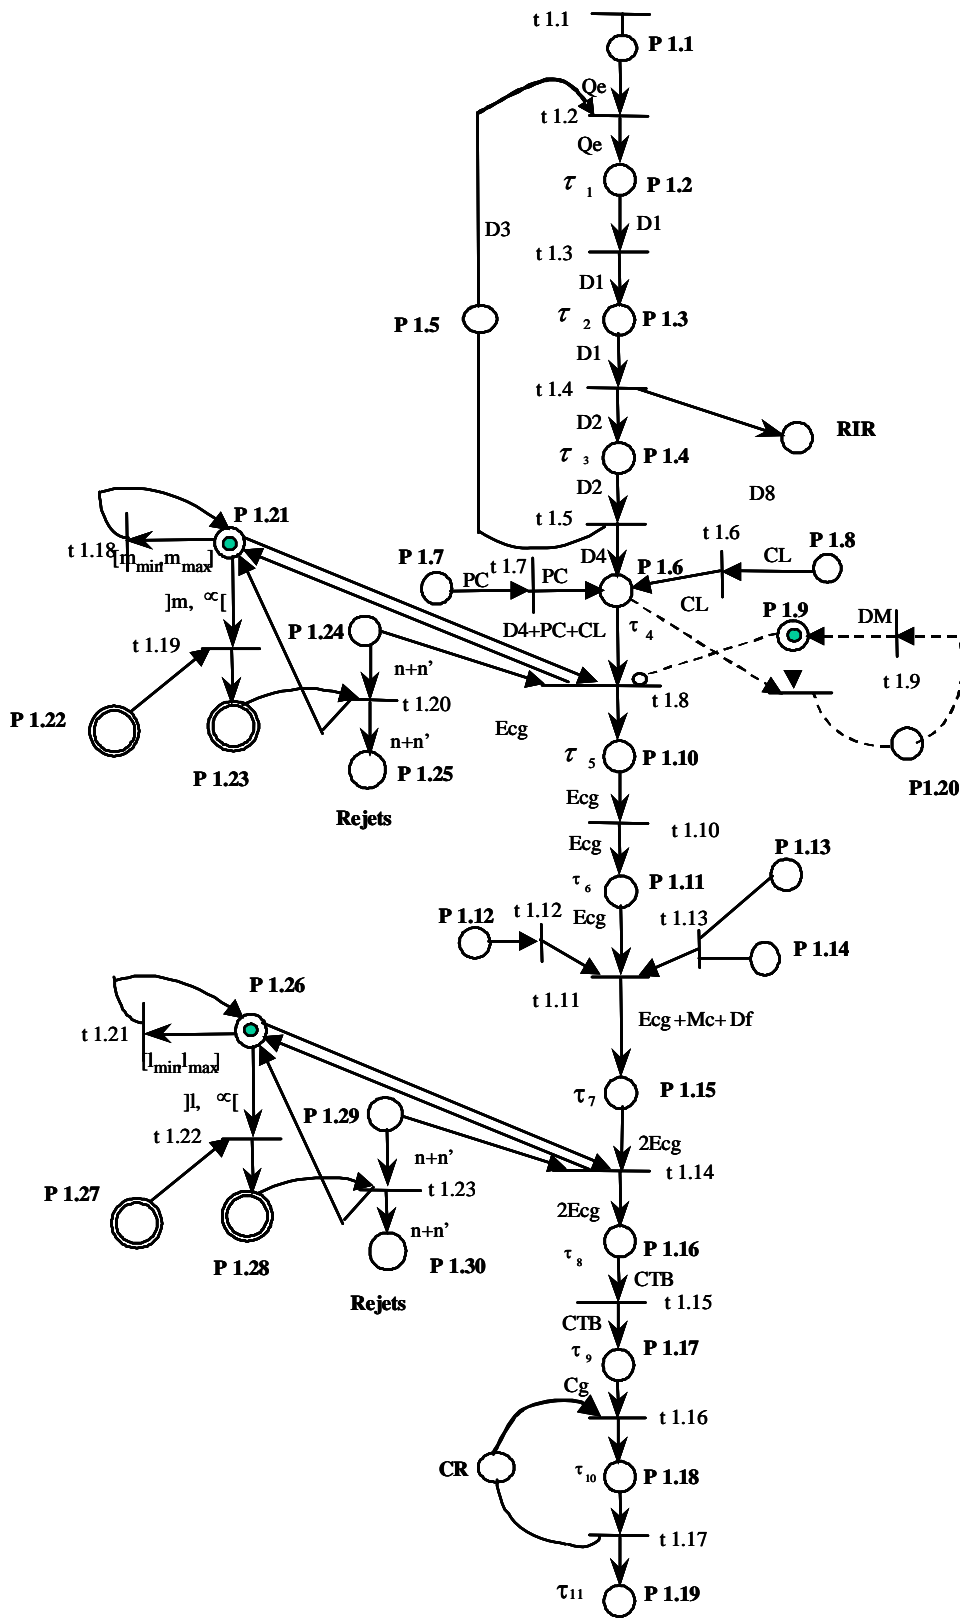 t 1.1
P 1.1
Qe
t 1.2
Qe
τ 1
P 1.2
D3
D1
t 1.3
D1
P 1.5
τ 2
P 1.3
D1
t 1.4
RIR
D2
τ 3
P 1.4
D2
D8
P 1.21
t 1.5
t 1.6
P 1.8
t 1.18
[mmin,mmax]
P 1.7
t 1.7
D4
P 1.6
CL
PC
PC
]m, ∝[
CL
P 1.9
DM
P 1.24
D4+PC+CL
τ 4
t 1.19
n+n’
t 1.9
t 1.8
P 1.22
t 1.20
Ecg
n+n’
τ 5
P 1.10
P 1.23
P 1.25
P1.20
Ecg
Rejets
t 1.10
Ecg
P 1.13
τ 6
P 1.11
P 1.12
t 1.12
Ecg
t 1.13
P 1.14
P 1.26
t 1.11
Ecg +Mc+ Df
t 1.21
[lmin,lmax]
]l, ∝[
P 1.29
τ7
P 1.15
t 1.22
n+n’
2Ecg
t 1.14
P 1.27
t 1.23
2Ecg
n+n’
τ 8
P 1.16
P 1.28
P 1.30
CTB
Rejets
t 1.15
CTB
τ 9
P 1.17
Cg
t 1.16
CR
τ 10
P 1.18
t 1.17
τ11
P 1.19